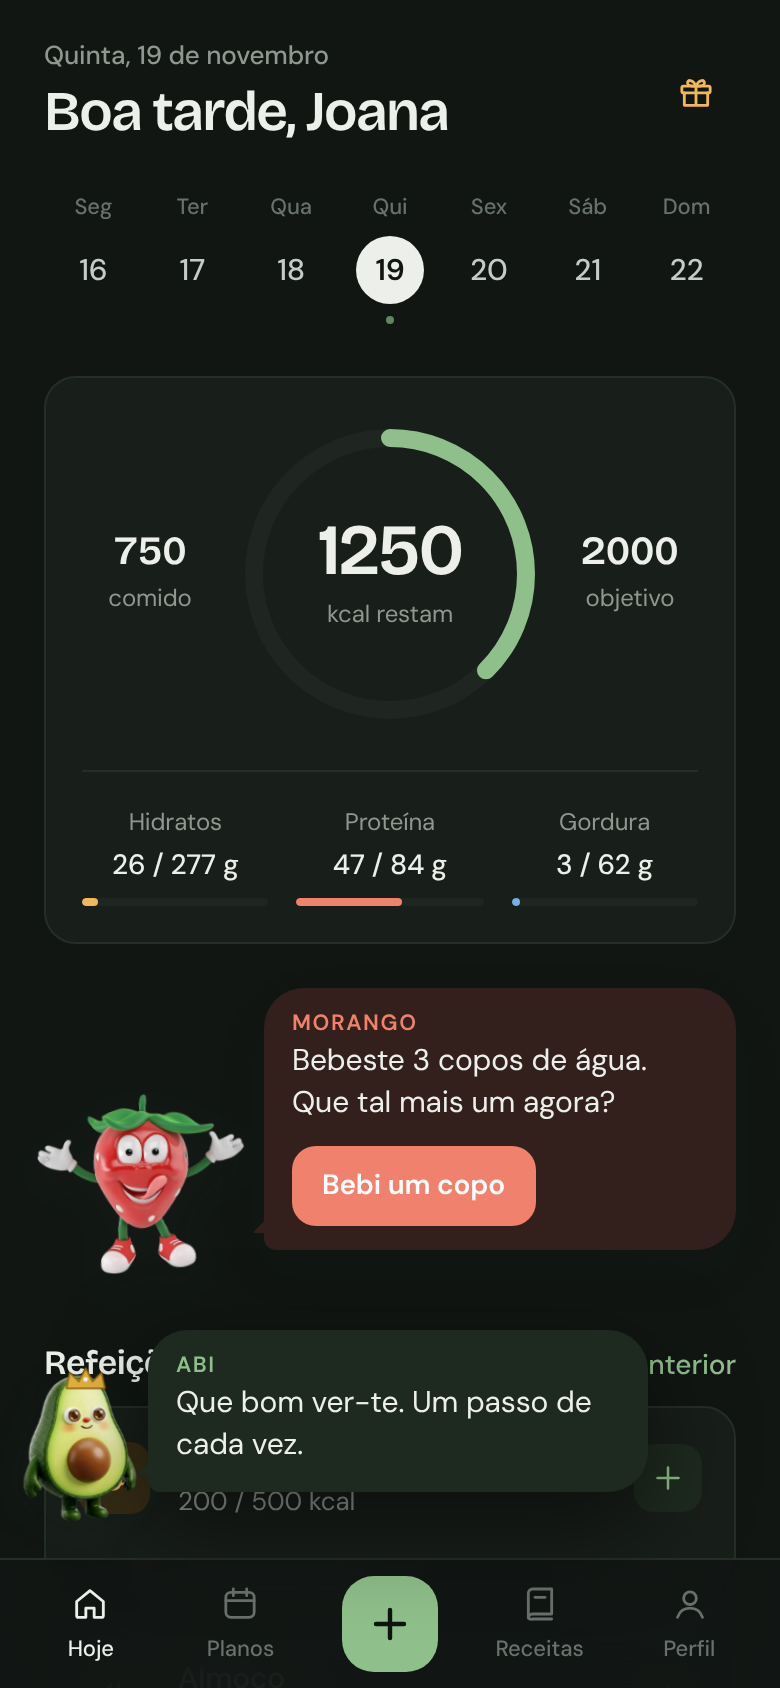 Quinta, 19 de novembro
Boa tarde, Joana
Seg Ter Qua Qui Sex Sáb Dom
16 17 18 19 20 21 22
750
comido
1250
kcal restam
2000
objetivo
Hidratos Proteína Gordura
26 / 277 g 47 / 84 g 3 / 62 g
MORANGO
Bebeste 3 copos de água.
Que tal mais um agora?
Bebi um copo
ABI
Que bom ver-te. Um passo de
cada vez.
200 / 500 kcal
Almoço
Hoje Planos Receitas Perfil